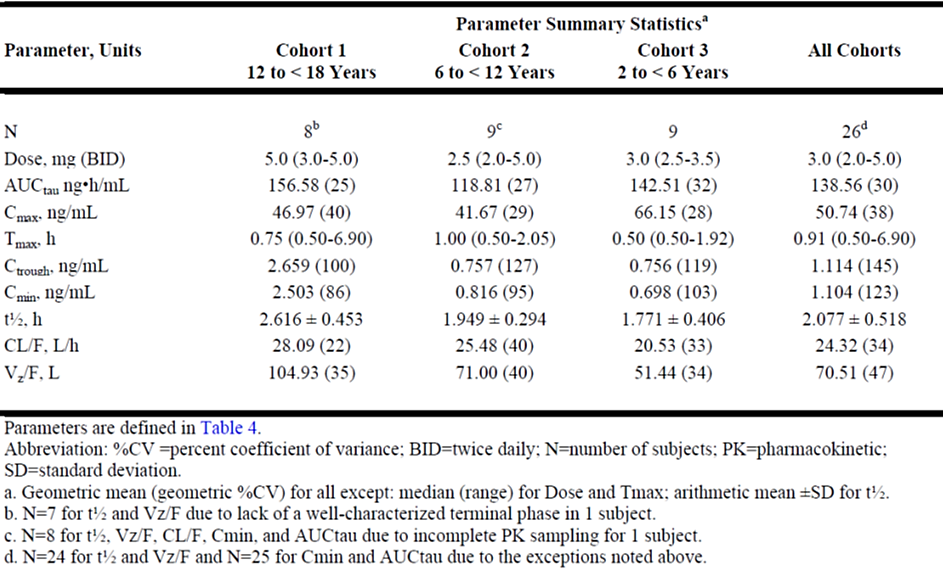 Parameter Summary Statisticsᵃ
Parameter, Units Cohort 1 Cohort 2 Cohort 3 All Cohorts
12 to < 18 Years 6 to < 12 Years 2 to < 6 Years
N 8ᵇ 9ᶜ 9 26ᵈ
Dose, mg (BID) 5.0 (3.0-5.0) 2.5 (2.0-5.0) 3.0 (2.5-3.5) 3.0 (2.0-5.0)
AUCtau ng•h/mL 156.58 (25) 118.81 (27) 142.51 (32) 138.56 (30)
Cmax, ng/mL 46.97 (40) 41.67 (29) 66.15 (28) 50.74 (38)
Tmax, h 0.75 (0.50-6.90) 1.00 (0.50-2.05) 0.50 (0.50-1.92) 0.91 (0.50-6.90)
Ctrough, ng/mL 2.659 (100) 0.757 (127) 0.756 (119) 1.114 (145)
Cmin, ng/mL 2.503 (86) 0.816 (95) 0.698 (103) 1.104 (123)
t½, h 2.616 ± 0.453 1.949 ± 0.294 1.771 ± 0.406 2.077 ± 0.518
CL/F, L/h 28.09 (22) 25.48 (40) 20.53 (33) 24.32 (34)
Vz/F, L 104.93 (35) 71.00 (40) 51.44 (34) 70.51 (47)
Parameters are defined in Table 4.
Abbreviation: %CV =percent coefficient of variance; BID=twice daily; N=number of subjects; PK=pharmacokinetic;
SD=standard deviation.
a. Geometric mean (geometric %CV) for all except: median (range) for Dose and Tmax; arithmetic mean ±SD for t½.
b. N=7 for t½ and Vz/F due to lack of a well-characterized terminal phase in 1 subject.
c. N=8 for t½, Vz/F, CL/F, Cmin, and AUCtau due to incomplete PK sampling for 1 subject.
d. N=24 for t½ and Vz/F and N=25 for Cmin and AUCtau due to the exceptions noted above.